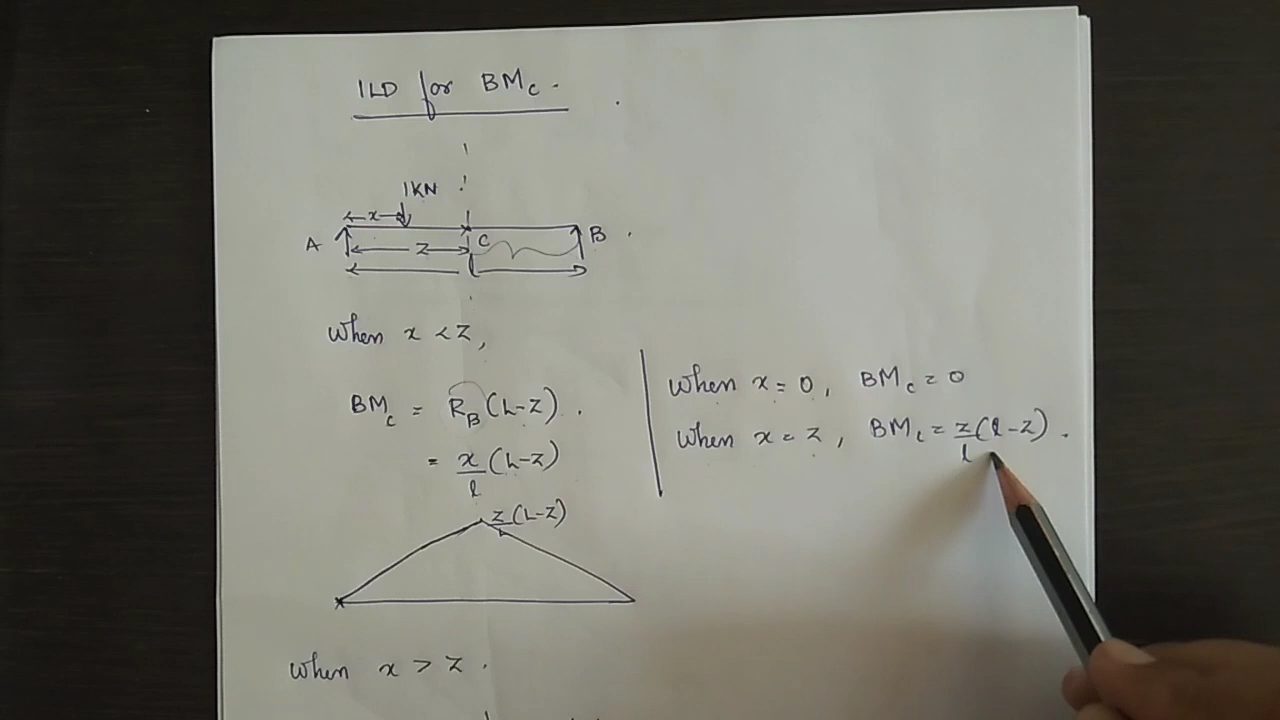 ILD for BMc.
1KN
x
A Z C B.
l
When x < Z,
BMc = RB(L-Z).
= x/l (L-Z)
z/l (L-Z)
When x > Z.
When x = 0, BMc = 0
When x = Z, BMc = z/l (l-Z).